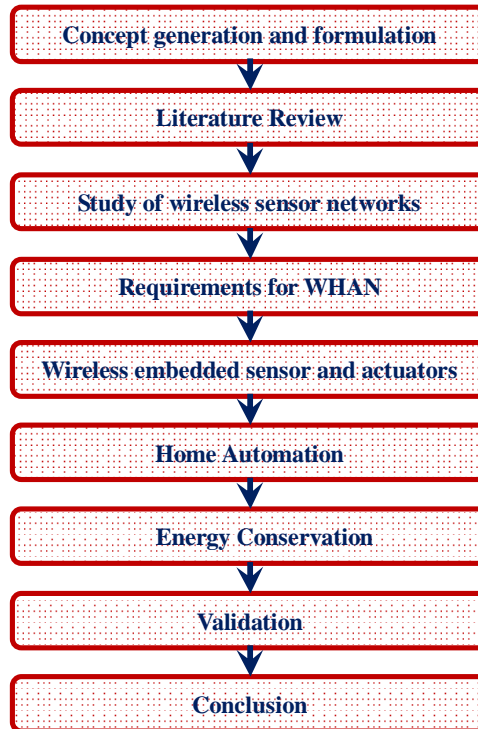 Concept generation and formulation
Literature Review
Study of wireless sensor networks
Requirements for WHAN
Wireless embedded sensor and actuators
Home Automation
Energy Conservation
Validation
Conclusion